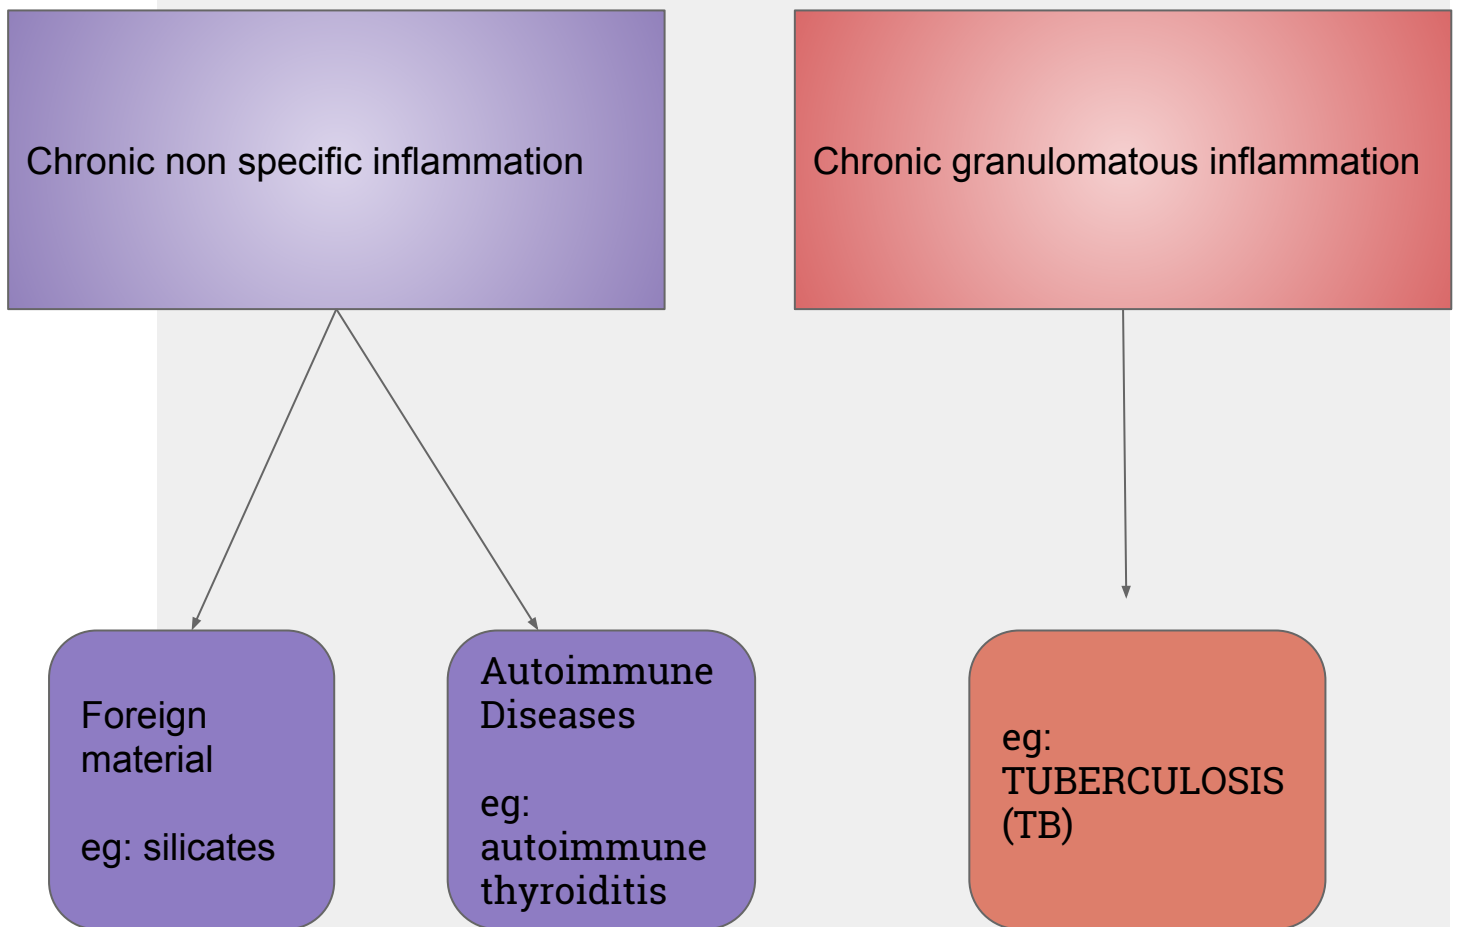 Chronic non specific inflammation
Chronic granulomatous inflammation
Foreign
material
eg: silicates
Autoimmune
Diseases
eg:
autoimmune
thyroiditis
eg:
TUBERCULOSIS
(TB)